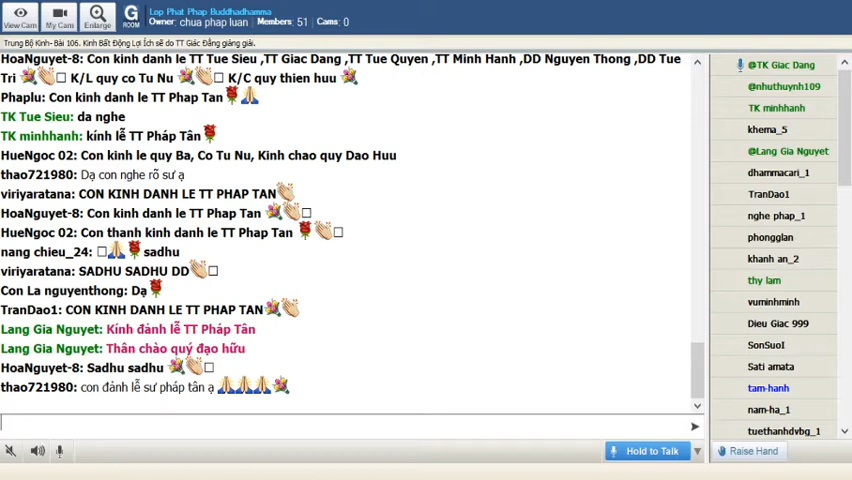 View Cam
My Cams
Enlarge
G ROOM
Lop Phat Phap Buddhadhamma
Owner: chua phap luan Members: 51 Cams: 0
Trung Bộ Kinh- Bài 106. Kinh Bất Động Lợi Ích sẽ do TT Giác Đẳng giảng giải.
HoaNguyet-8: Con kinh danh le TT Tue Sieu ,TT Giac Dang ,TT Tue Quyen ,TT Minh Hanh ,DD Nguyen Thong ,DD Tue
Tri K/L quy co Tu Nu K/C quy thien huu
Phaplu: Con kinh danh le TT Phap Tan
TK Tue Sieu: da nghe
TK minhhanh: kính lễ TT Pháp Tân
HueNgoc 02: Con kinh le quy Ba, Co Tu Nu, Kinh chao quy Dao Huu
thao721980: Dạ con nghe rõ sư ạ
viriyaratana: CON KINH DANH LE TT PHAP TAN
HoaNguyet-8: Con kinh danh le TT Phap Tan
HueNgoc 02: Con thanh kinh danh le TT Phap Tan
nang chieu_24: sadhu
viriyaratana: SADHU SADHU DD
Con La nguyenthong: Dạ
TranDao1: CON KINH DANH LE TT PHAP TAN
Lang Gia Nguyet: Kính đảnh lễ TT Pháp Tân
Lang Gia Nguyet: Thân chào quý đạo hữu
HoaNguyet-8: Sadhu sadhu
thao721980: con đảnh lễ sư pháp tân ạ
Hold to Talk
@TK Giac Dang
@nhuthuynh109
TK minhhanh
khema_5
@Lang Gia Nguyet
dhammacari_1
TranDao1
nghe phap_1
phongglan
khanh an_2
thy lam
vuminhminh
Dieu Giac 999
SonSuoI
Sati amata
tam-hanh
nam-ha_1
tuethanhdvbg_1
Raise Hand